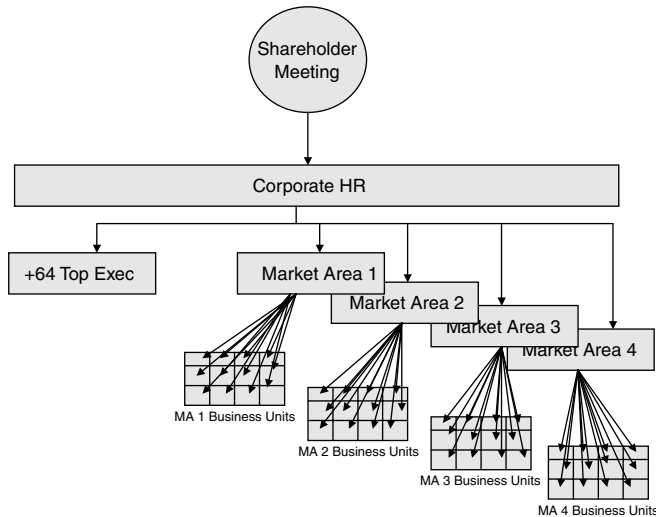 Shareholder
Meeting
Corporate HR
+64 Top Exec
Market Area 1
Market Area 2
Market Area 3
Market Area 4
MA 1 Business Units
MA 2 Business Units
MA 3 Business Units
MA 4 Business Units